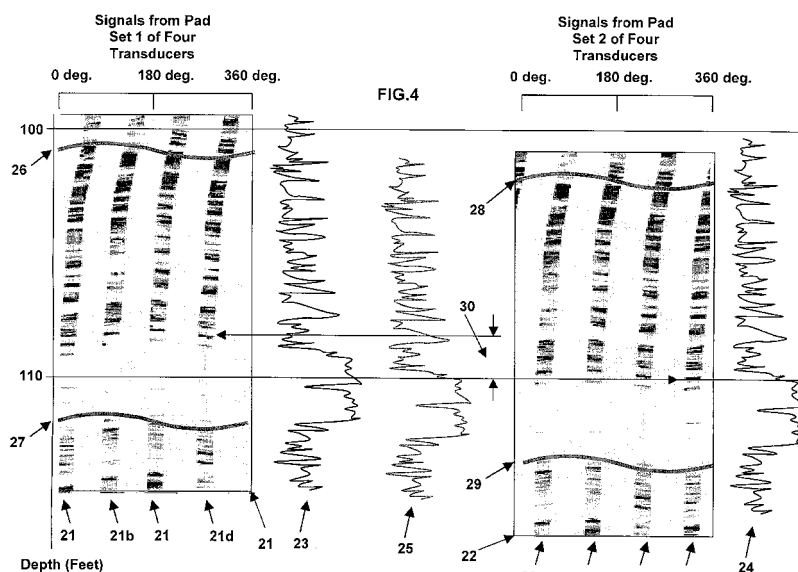 Signals from Pad
Set 1 of Four
Transducers
0 deg.
180 deg.
360 deg.
FIG.4
Signals from Pad
Set 2 of Four
Transducers
0 deg.
180 deg.
360 deg.
100
26
28
30
110
27
29
22
21
21b
21
21d
21
23
25
24
Depth (Feet)